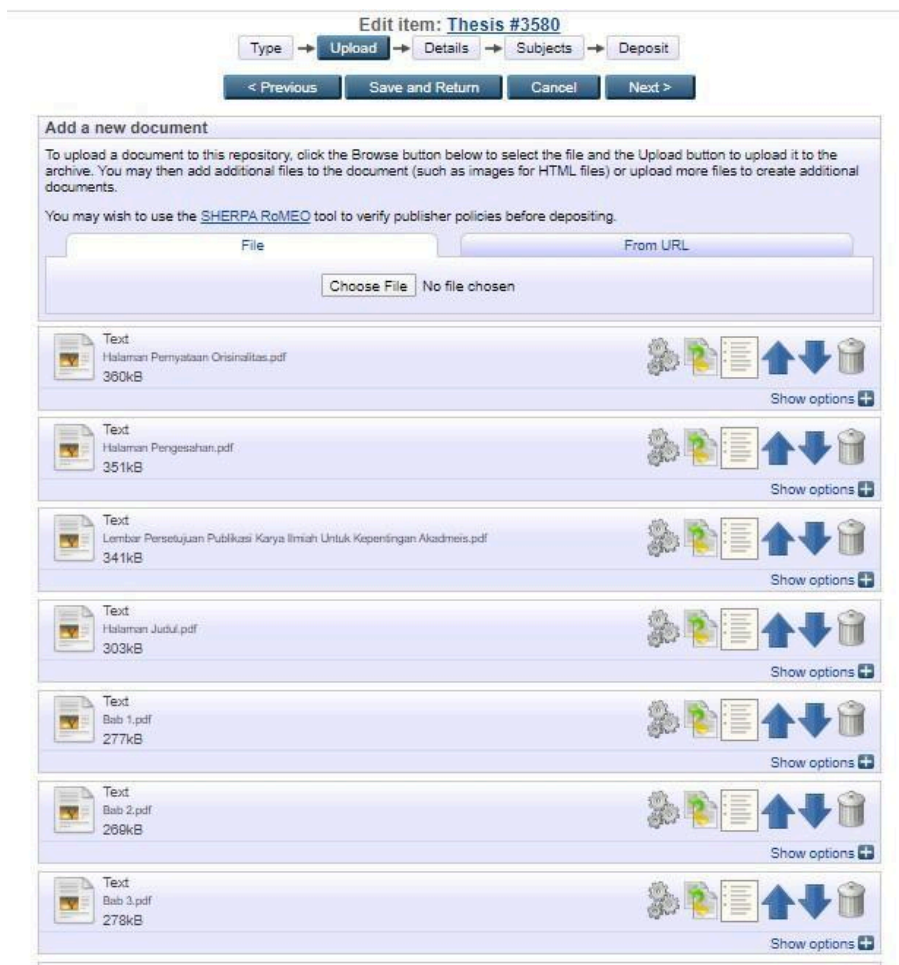 Edit item: Thesis #3580
Type Upload Details Subjects Deposit
< Previous Save and Return Cancel Next >
Add a new document
To upload a document to this repository, click the Browse button below to select the file and the Upload button to upload it to the
archive. You may then add additional files to the document (such as images for HTML files) or upload more files to create additional
documents.
You may wish to use the SHERPA RoMEO tool to verify publisher policies before depositing.
File From URL
Choose File No file chosen
Text
Halaman Pernyataan Orisinalitas.pdf
360kB
Show options
Text
Halaman Pengesahan.pdf
351kB
Show options
Text
Lembar Persetujuan Publikasi Karya Ilmiah Untuk Kepentingan Akadmeis.pdf
341kB
Show options
Text
Halaman Judul.pdf
303kB
Show options
Text
Bab 1.pdf
277kB
Show options
Text
Bab 2.pdf
269kB
Show options
Text
Bab 3.pdf
278kB
Show options